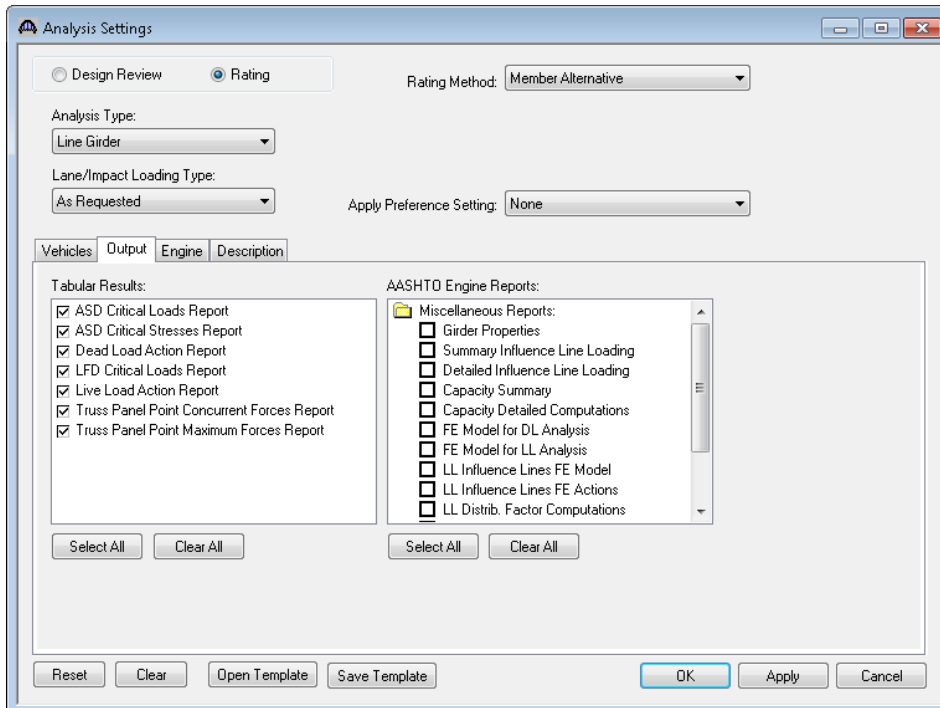 Analysis Settings
Design Review
Rating
Rating Method: Member Alternative
Analysis Type:
Line Girder
Lane/Impact Loading Type:
As Requested
Apply Preference Setting: None
Vehicles Output Engine Description
Tabular Results:
ASD Critical Loads Report
ASD Critical Stresses Report
Dead Load Action Report
LFD Critical Loads Report
Live Load Action Report
Truss Panel Point Concurrent Forces Report
Truss Panel Point Maximum Forces Report
Select All Clear All
AASHTO Engine Reports:
Miscellaneous Reports:
Girder Properties
Summary Influence Line Loading
Detailed Influence Line Loading
Capacity Summary
Capacity Detailed Computations
FE Model for DL Analysis
FE Model for LL Analysis
LL Influence Lines FE Model
LL Influence Lines FE Actions
LL Distrib. Factor Computations
Select All Clear All
Reset Clear Open Template Save Template OK Apply Cancel